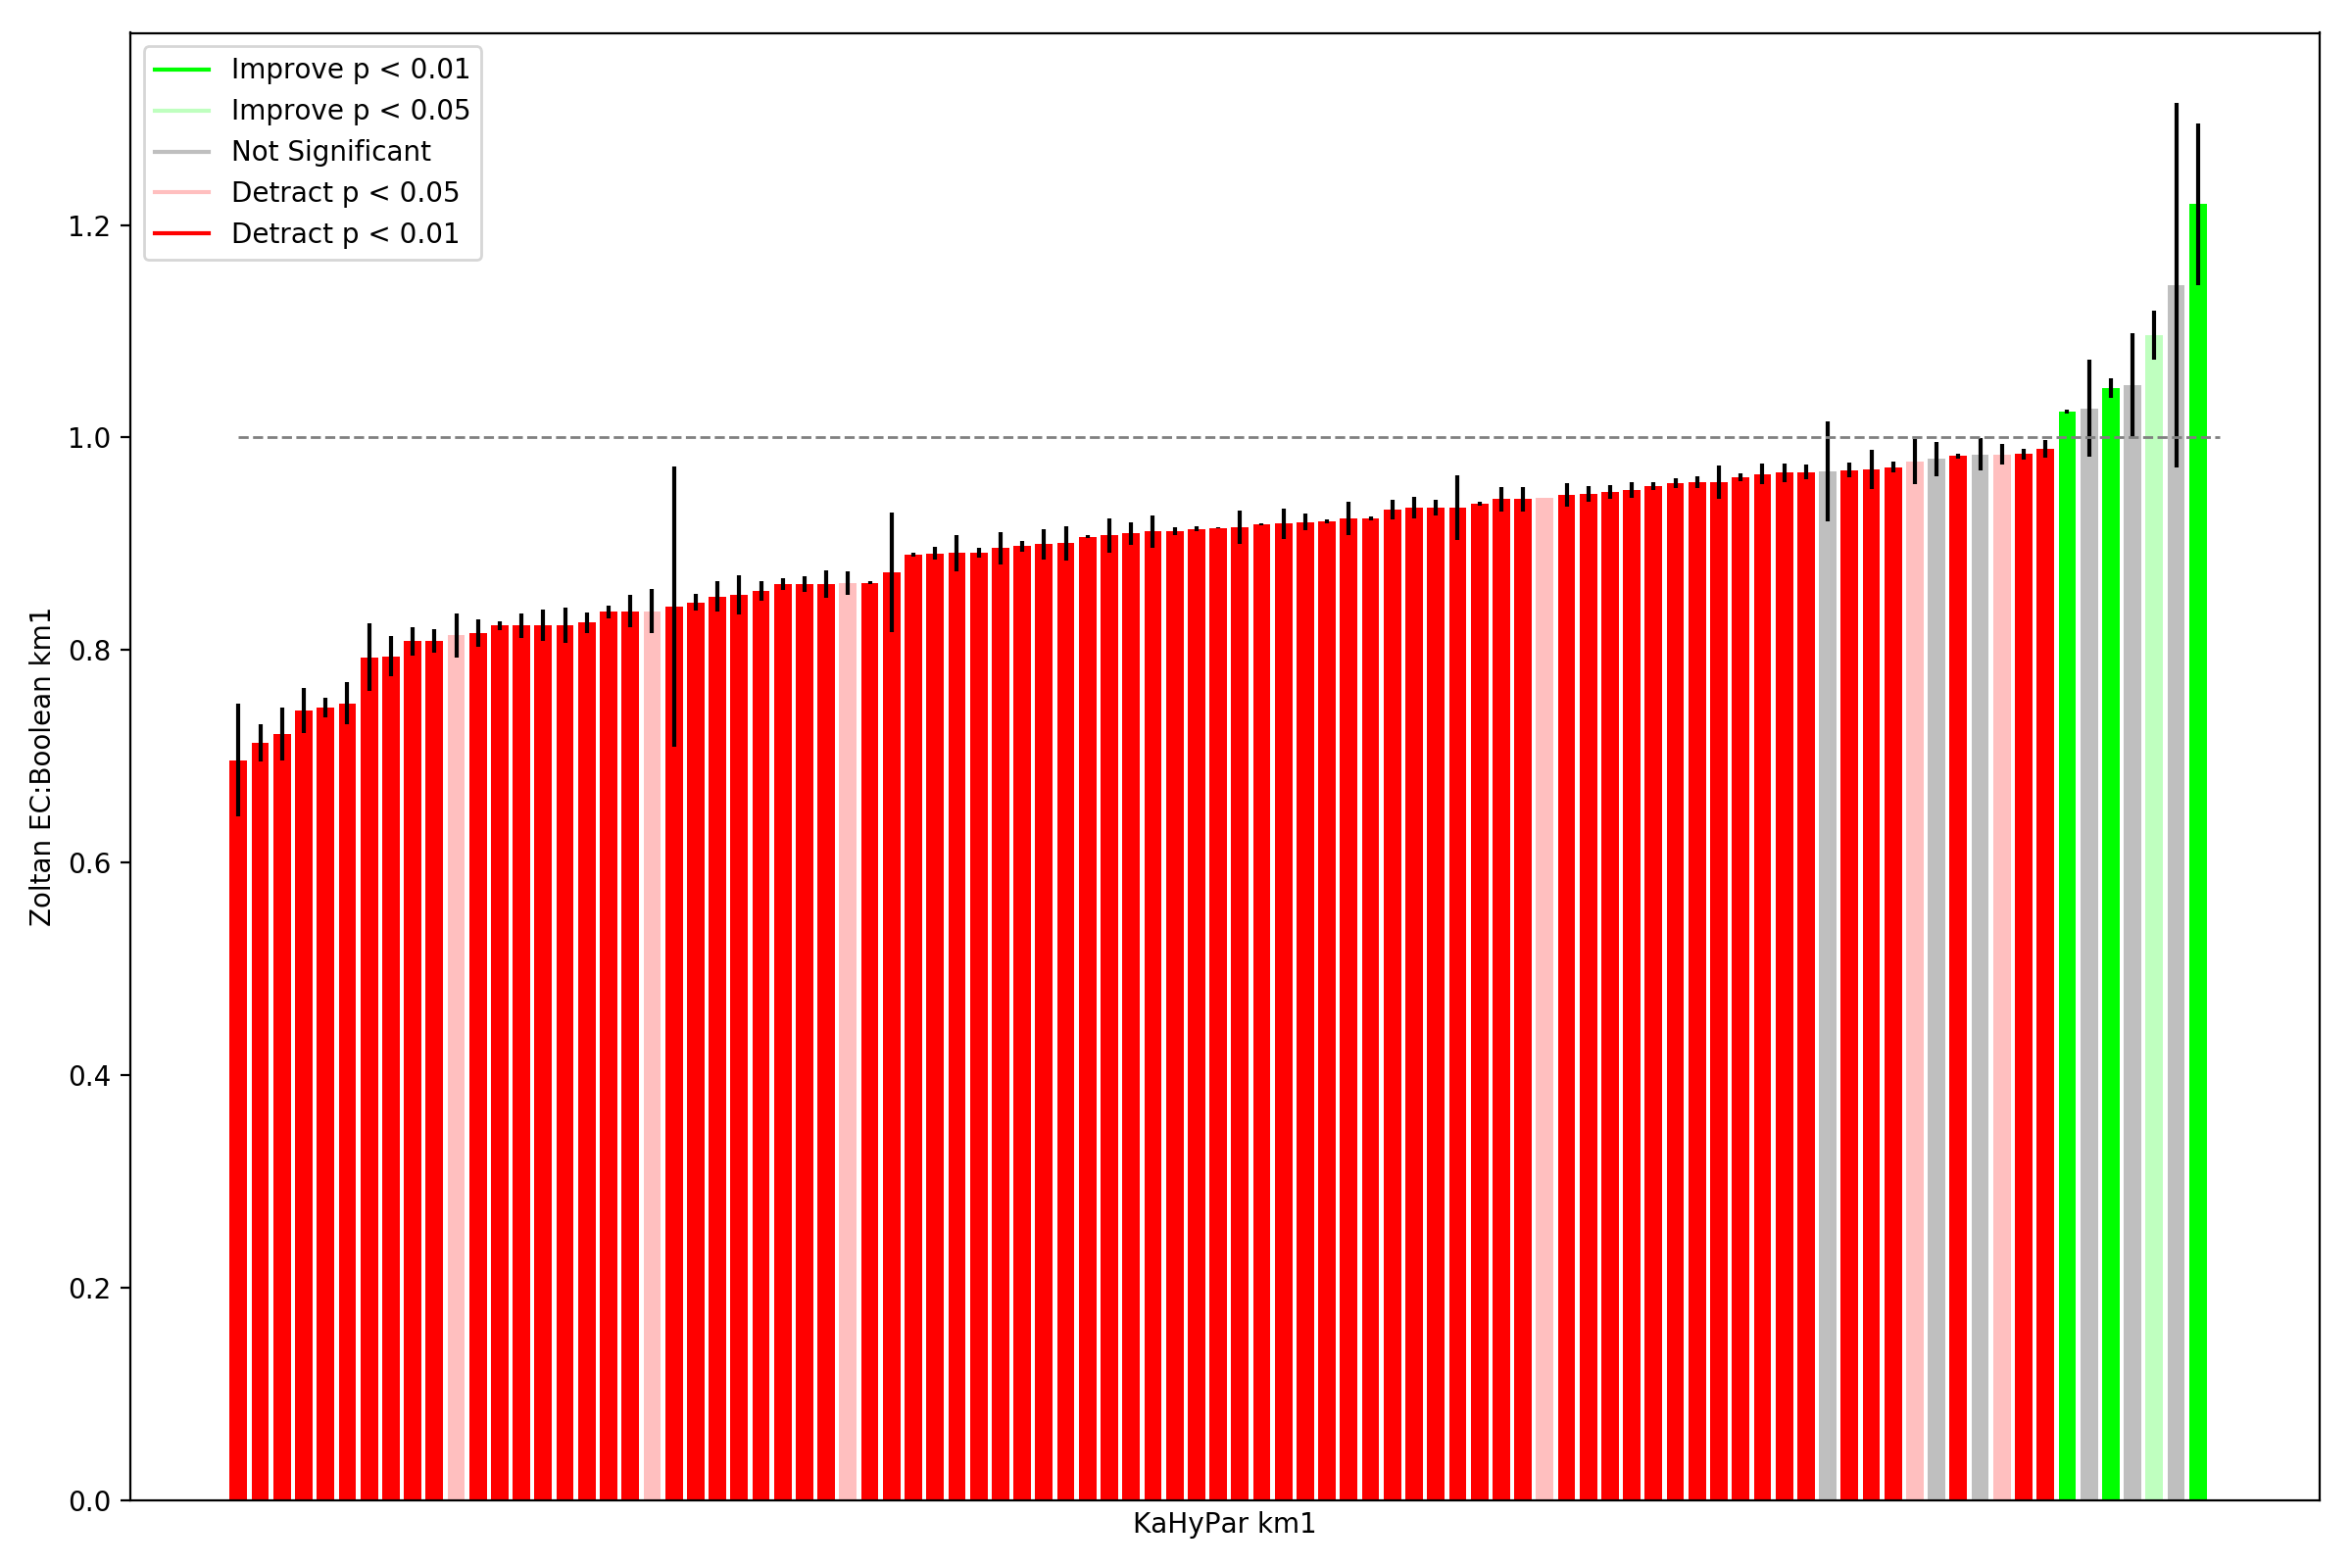 Improve p < 0.01
Improve p < 0.05
Not Significant
Detract p < 0.05
Detract p < 0.01
1.2
1.0
0.8
0.6
0.4
0.2
0.0
Zoltan EC:Boolean km1
KaHyPar km1